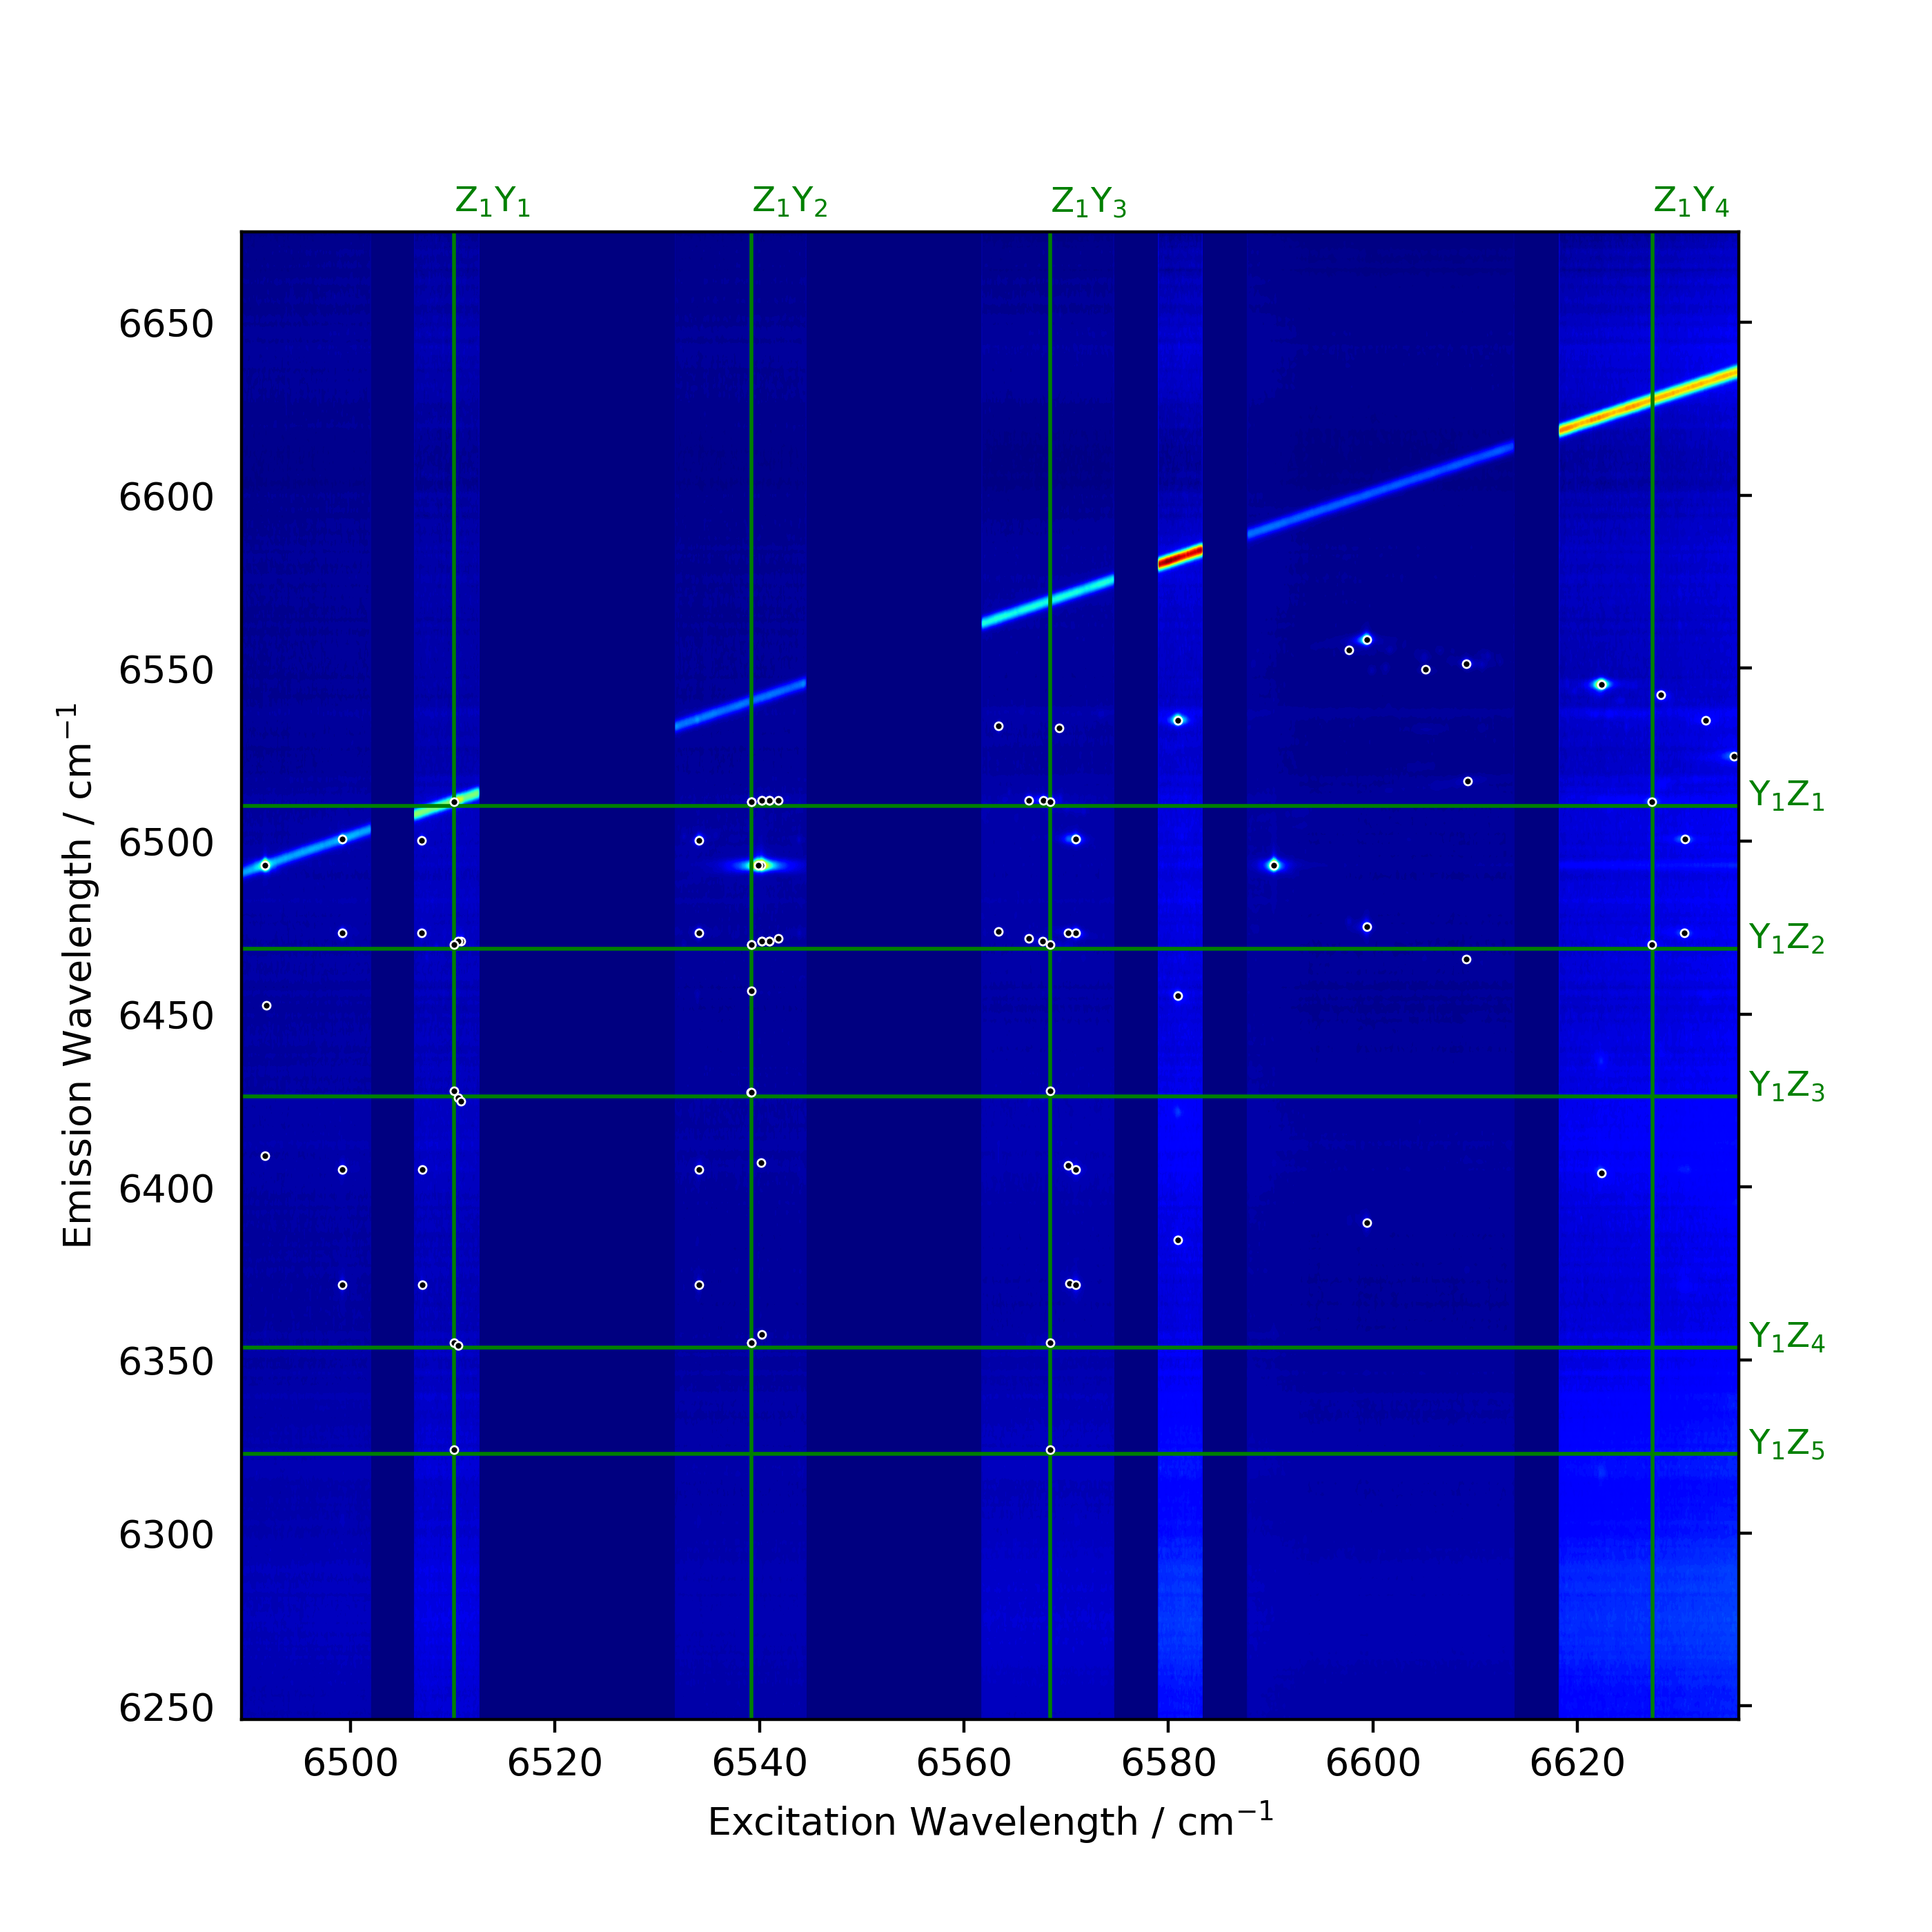 Z₁Y₁ Z₁Y₂ Z₁Y₃ Z₁Y₄
6650
6600
6550
Y₁Z₁
6500
Y₁Z₂
6450
Y₁Z₃
6400
Y₁Z₄
6350
Y₁Z₅
6300
6250
Emission Wavelength / cm⁻¹
6500 6520 6540 6560 6580 6600 6620
Excitation Wavelength / cm⁻¹